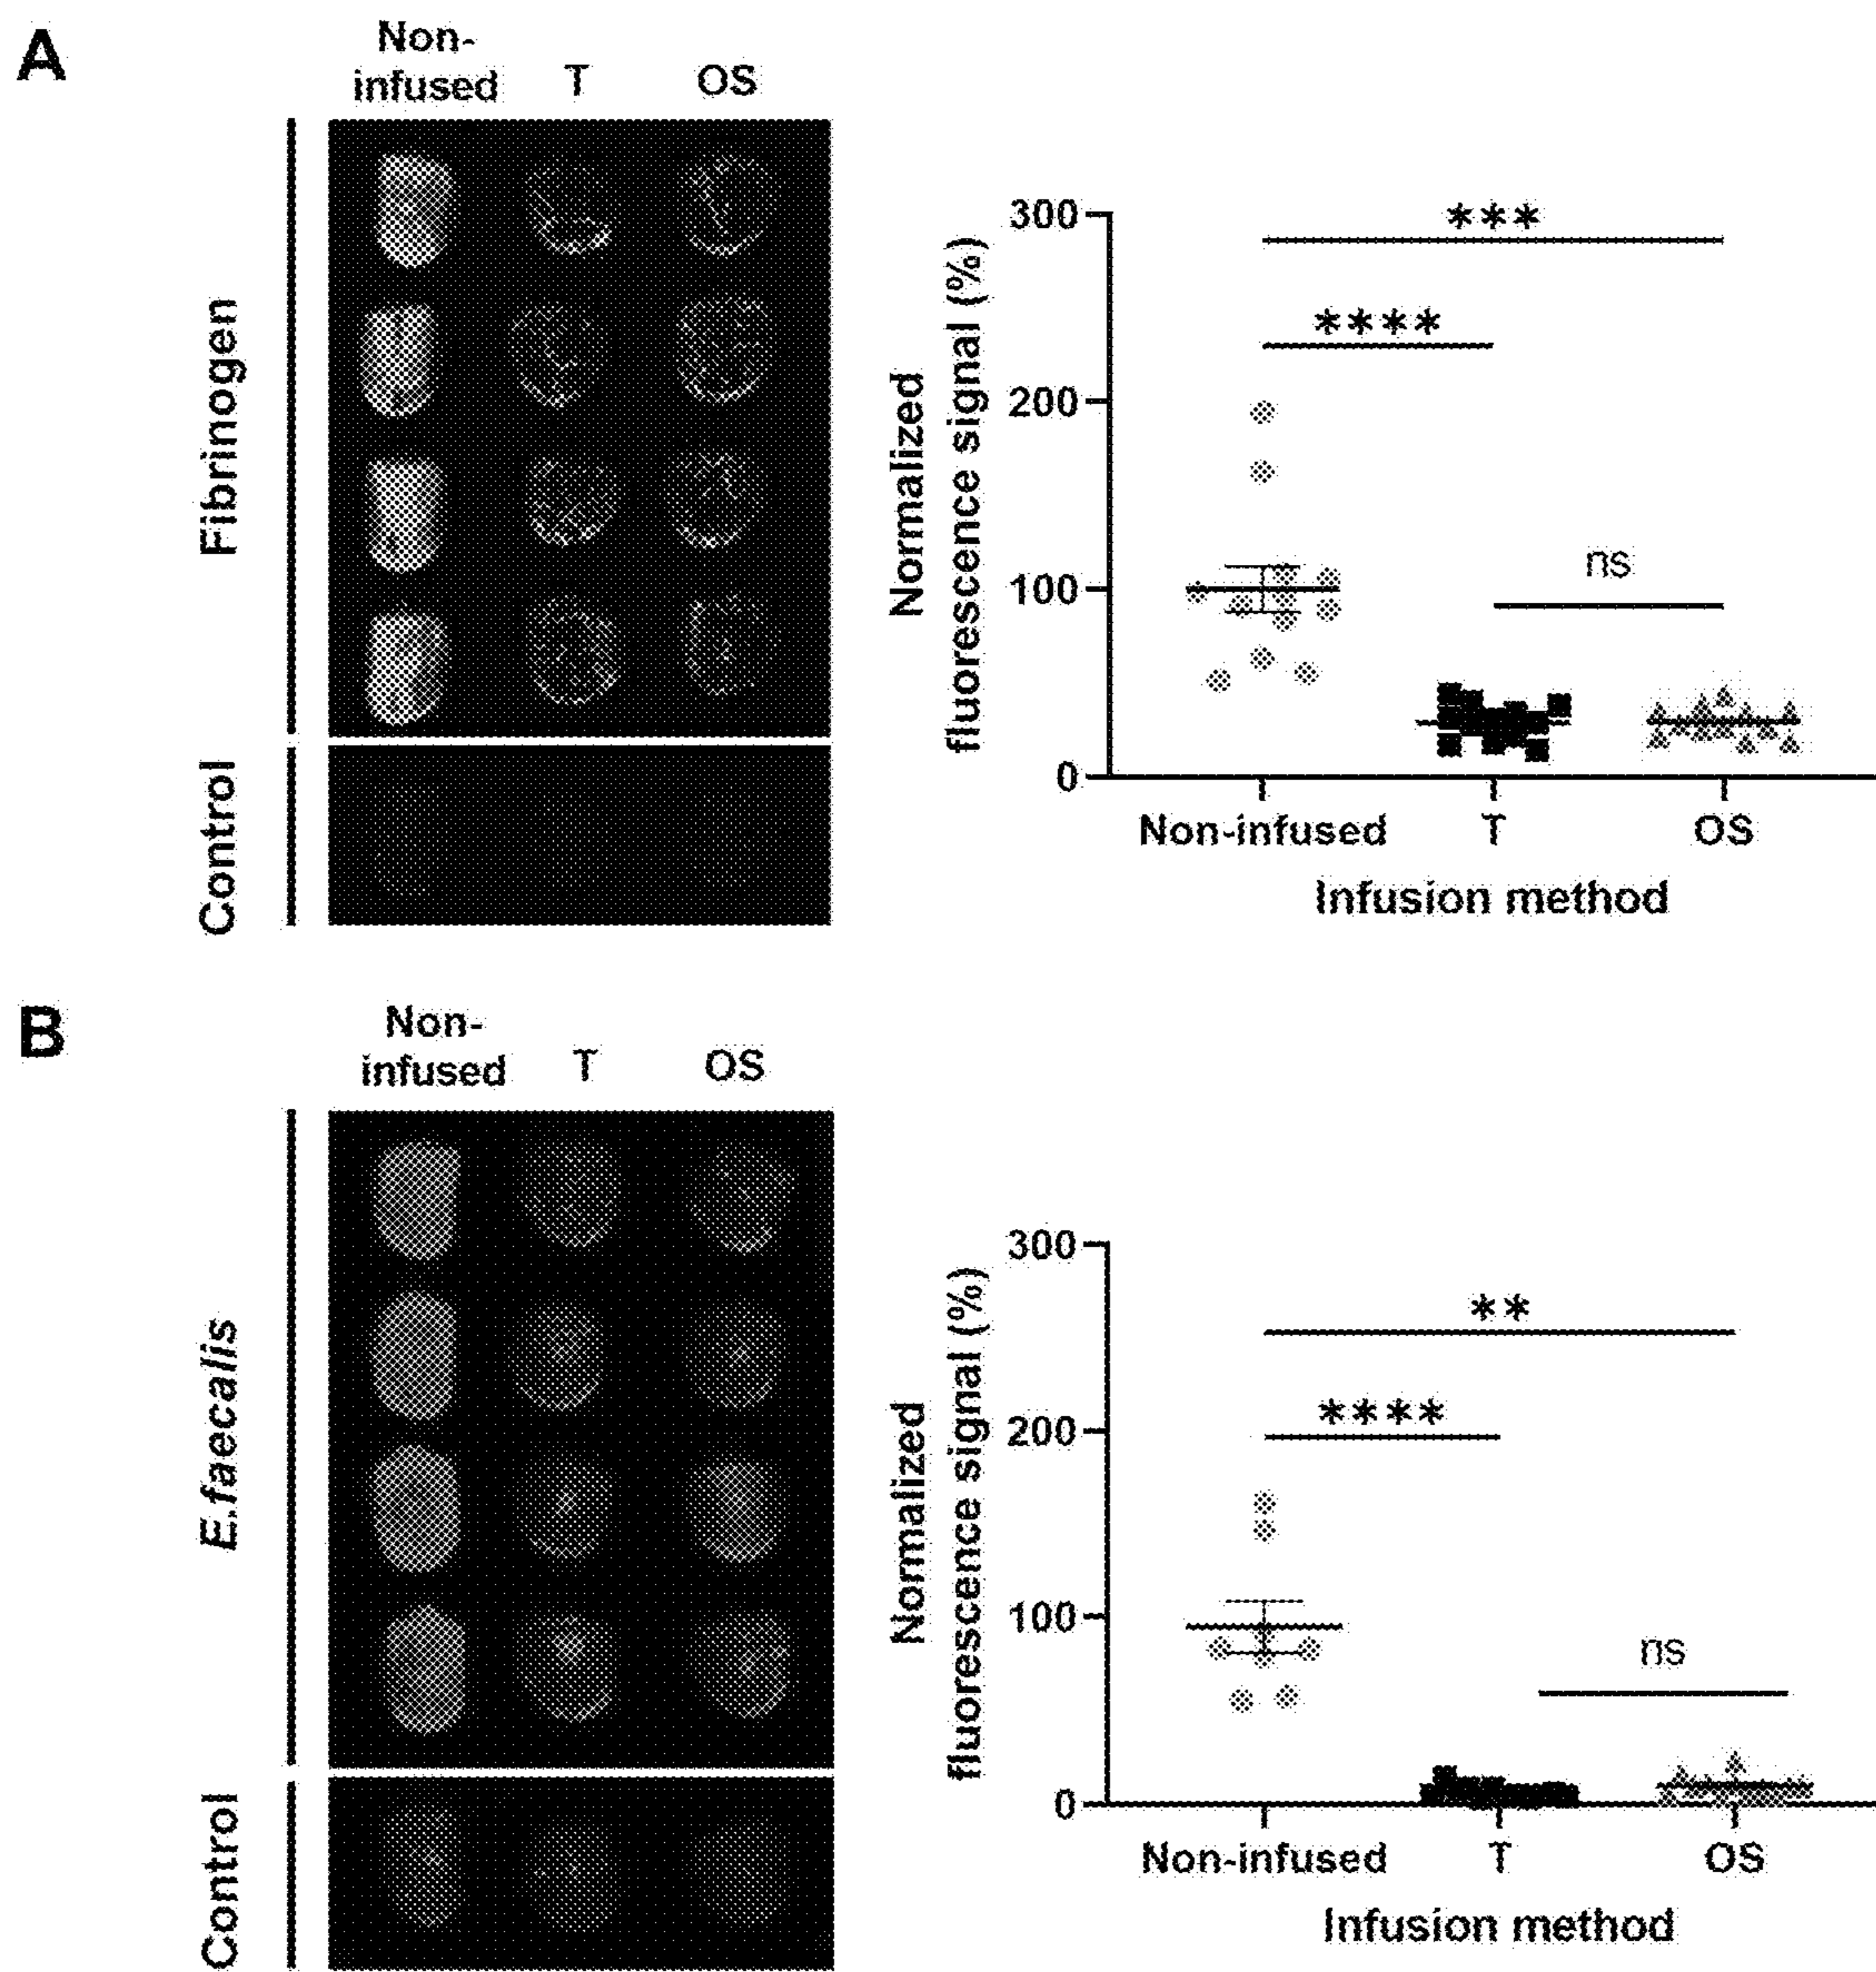 A
Non-
infused T OS
Fibrinogen
Control
Normalized
fluorescence signal (%)
300
200
100
0
***
****
ns
Non-infused T OS
Infusion method
B
Non-
infused T OS
E.faecalis
Control
Normalized
fluorescence signal (%)
300
200
100
0
**
****
ns
Non-infused T OS
Infusion method